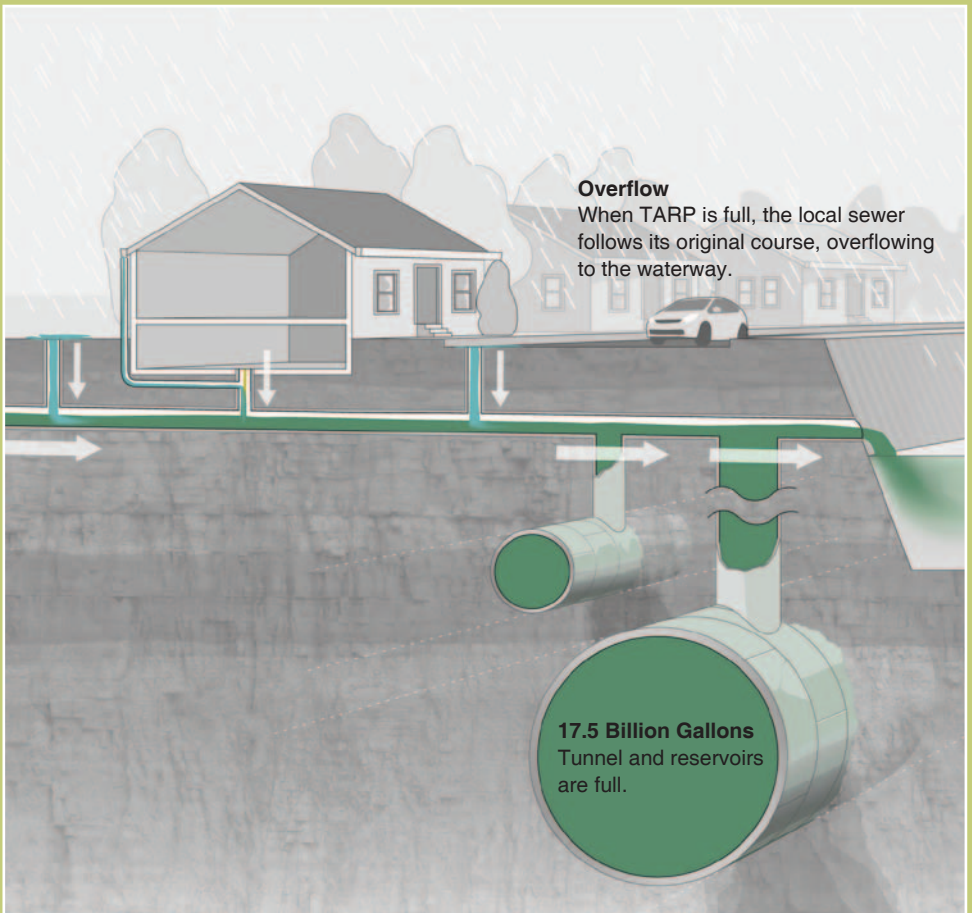 Overflow
When TARP is full, the local sewer
follows its original course, overflowing
to the waterway.
17.5 Billion Gallons
Tunnel and reservoirs
are full.